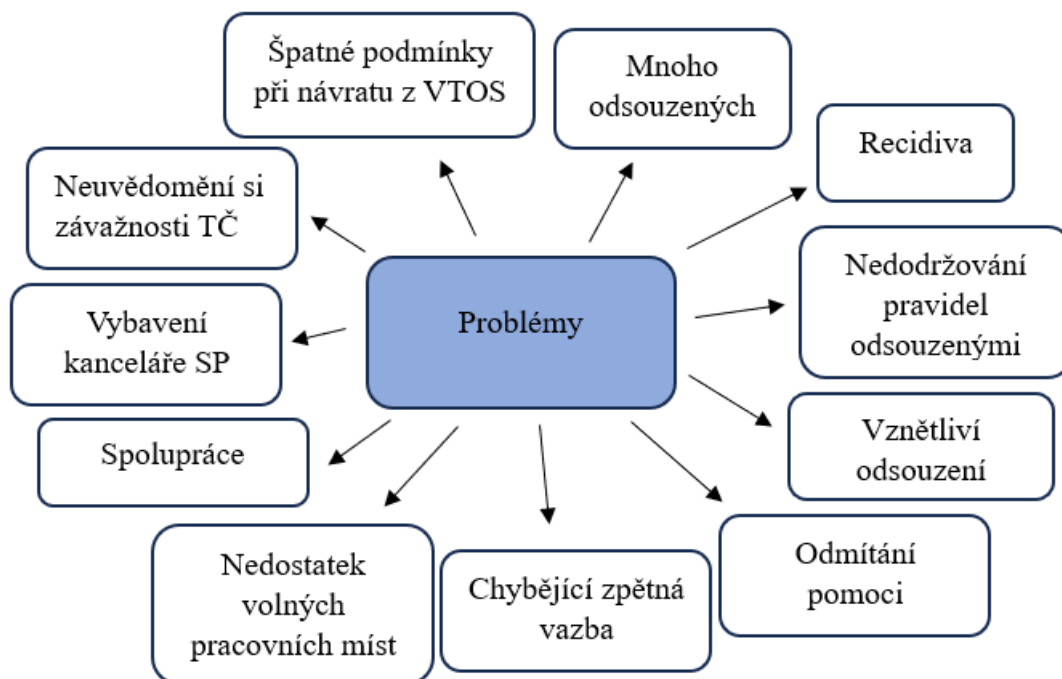 Špatné podmínky
při návratu z VTOS
Mnoho
odsouzených
Recidiva
Neuvědomění si
závažnosti TČ
Nedodržování
pravidel
odsouzenými
Vybavení
kanceláře SP
Problémy
Vznětliví
odsouzení
Spolupráce
Odmítání
pomoci
Nedostatek
volných
pracovních míst
Chybějící zpětná
vazba